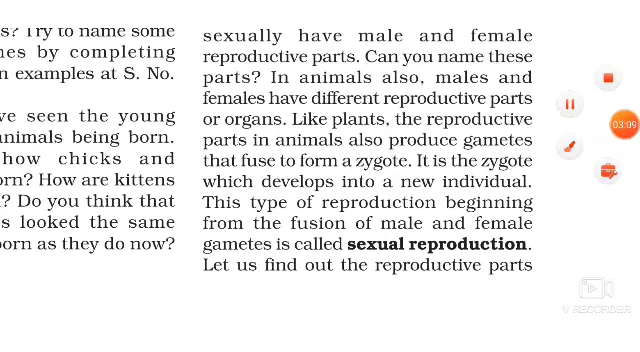 s? Try to name some
nes by completing
n examples at S. No.
ve seen the young
animals being born.
how chicks and
orn? How are kittens
? Do you think that
s looked the same
orn as they do now?
sexually have male and female
reproductive parts. Can you name these
parts? In animals also, males and
females have different reproductive parts
or organs. Like plants, the reproductive
parts in animals also produce gametes
that fuse to form a zygote. It is the zygote
which develops into a new individual.
This type of reproduction beginning
from the fusion of male and female
gametes is called sexual reproduction.
Let us find out the reproductive parts
03:09
V RECORDER